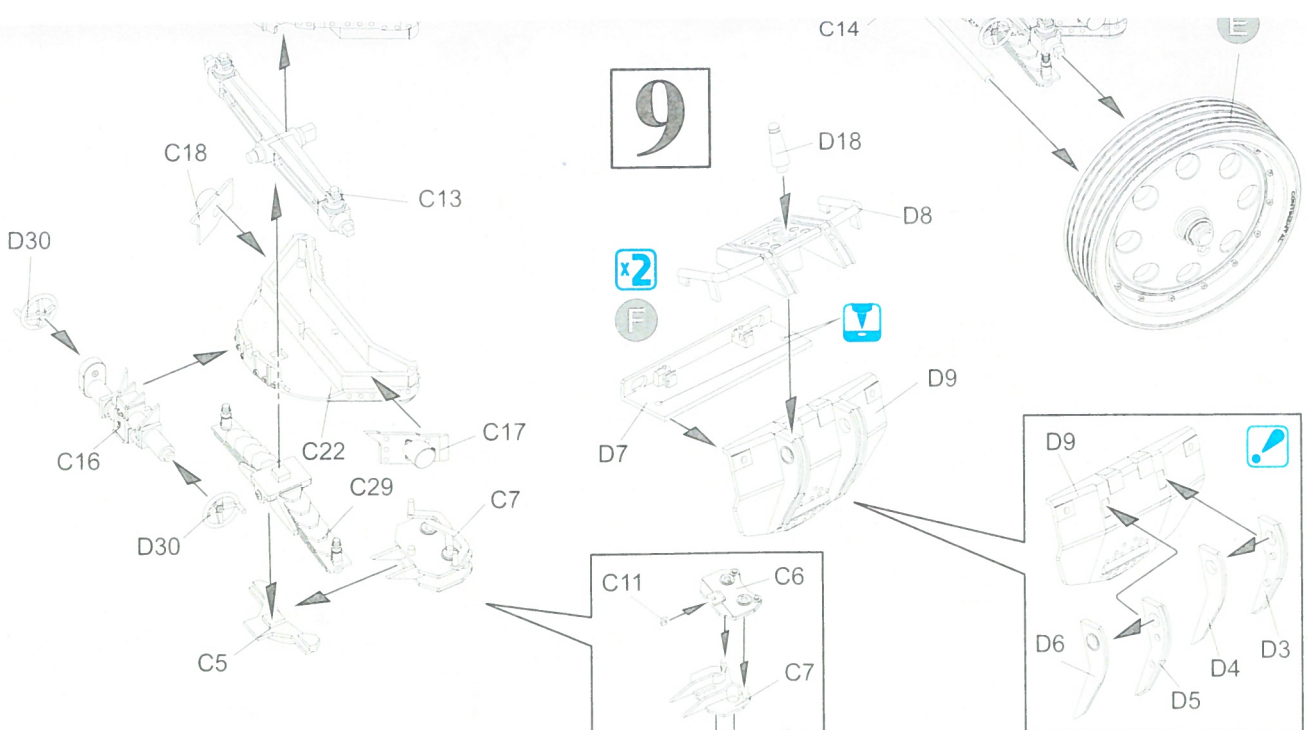 C14
E
9
C18
C13
D30
C16
C22
C17
C29
C7
D30
C5
C11
C6
C7
D18
D8
x2
F
D7
D9
CONTINENTAL
D9
D6
D5
D4
D3